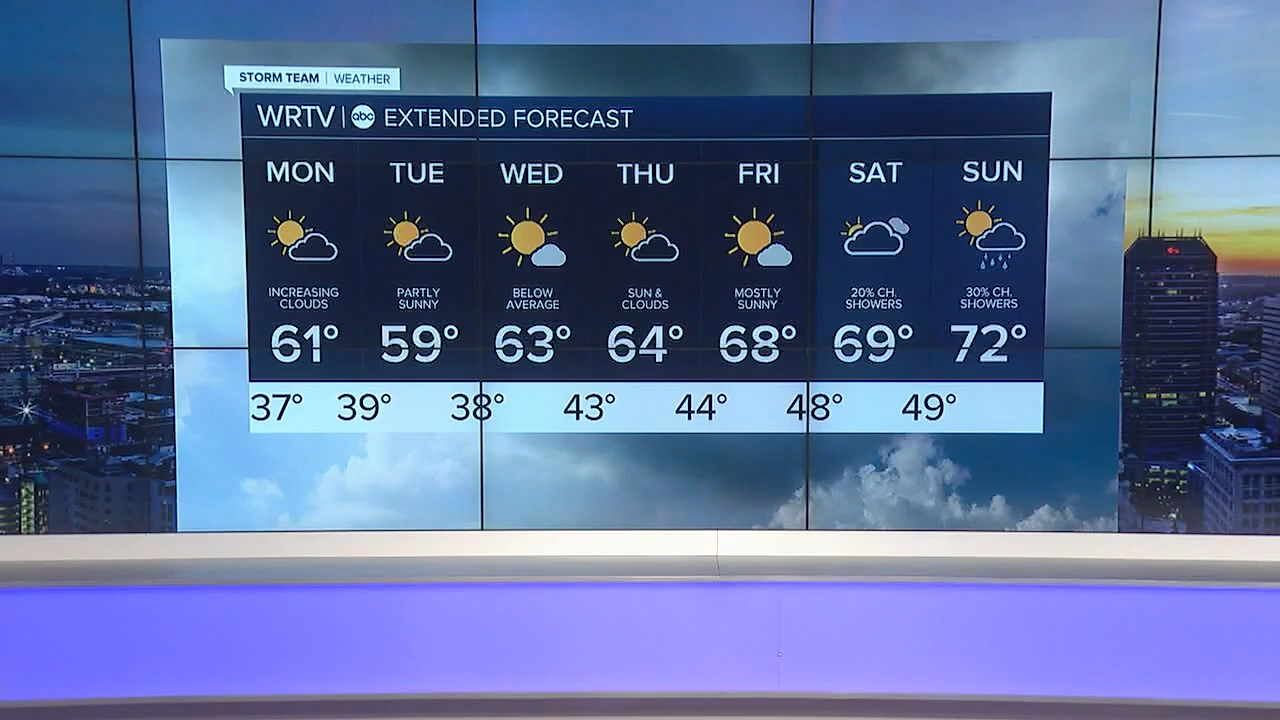 STORM TEAM | WEATHER
WRTV | abc EXTENDED FORECAST
MON TUE WED THU FRI SAT SUN
INCREASING CLOUDS
PARTLY SUNNY
BELOW AVERAGE
SUN & CLOUDS
MOSTLY SUNNY
20% CH. SHOWERS
30% CH. SHOWERS
61° 59° 63° 64° 68° 69° 72°
37° 39° 38° 43° 44° 48° 49°